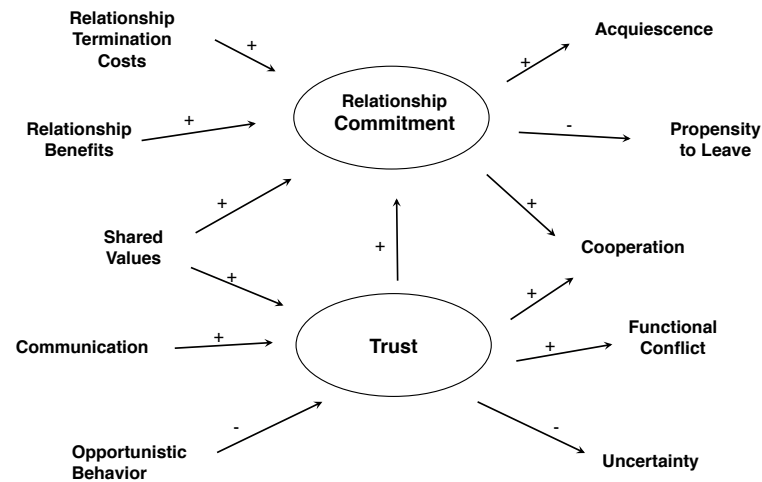 Relationship
Termination
Costs
+
Acquiescence
+
Relationship
Commitment
Relationship
Benefits
+
-
Propensity
to Leave
Shared
Values
+
+
+
+
Cooperation
+
Communication
+
Trust
+
Functional
Conflict
Opportunistic
Behavior
-
-
Uncertainty